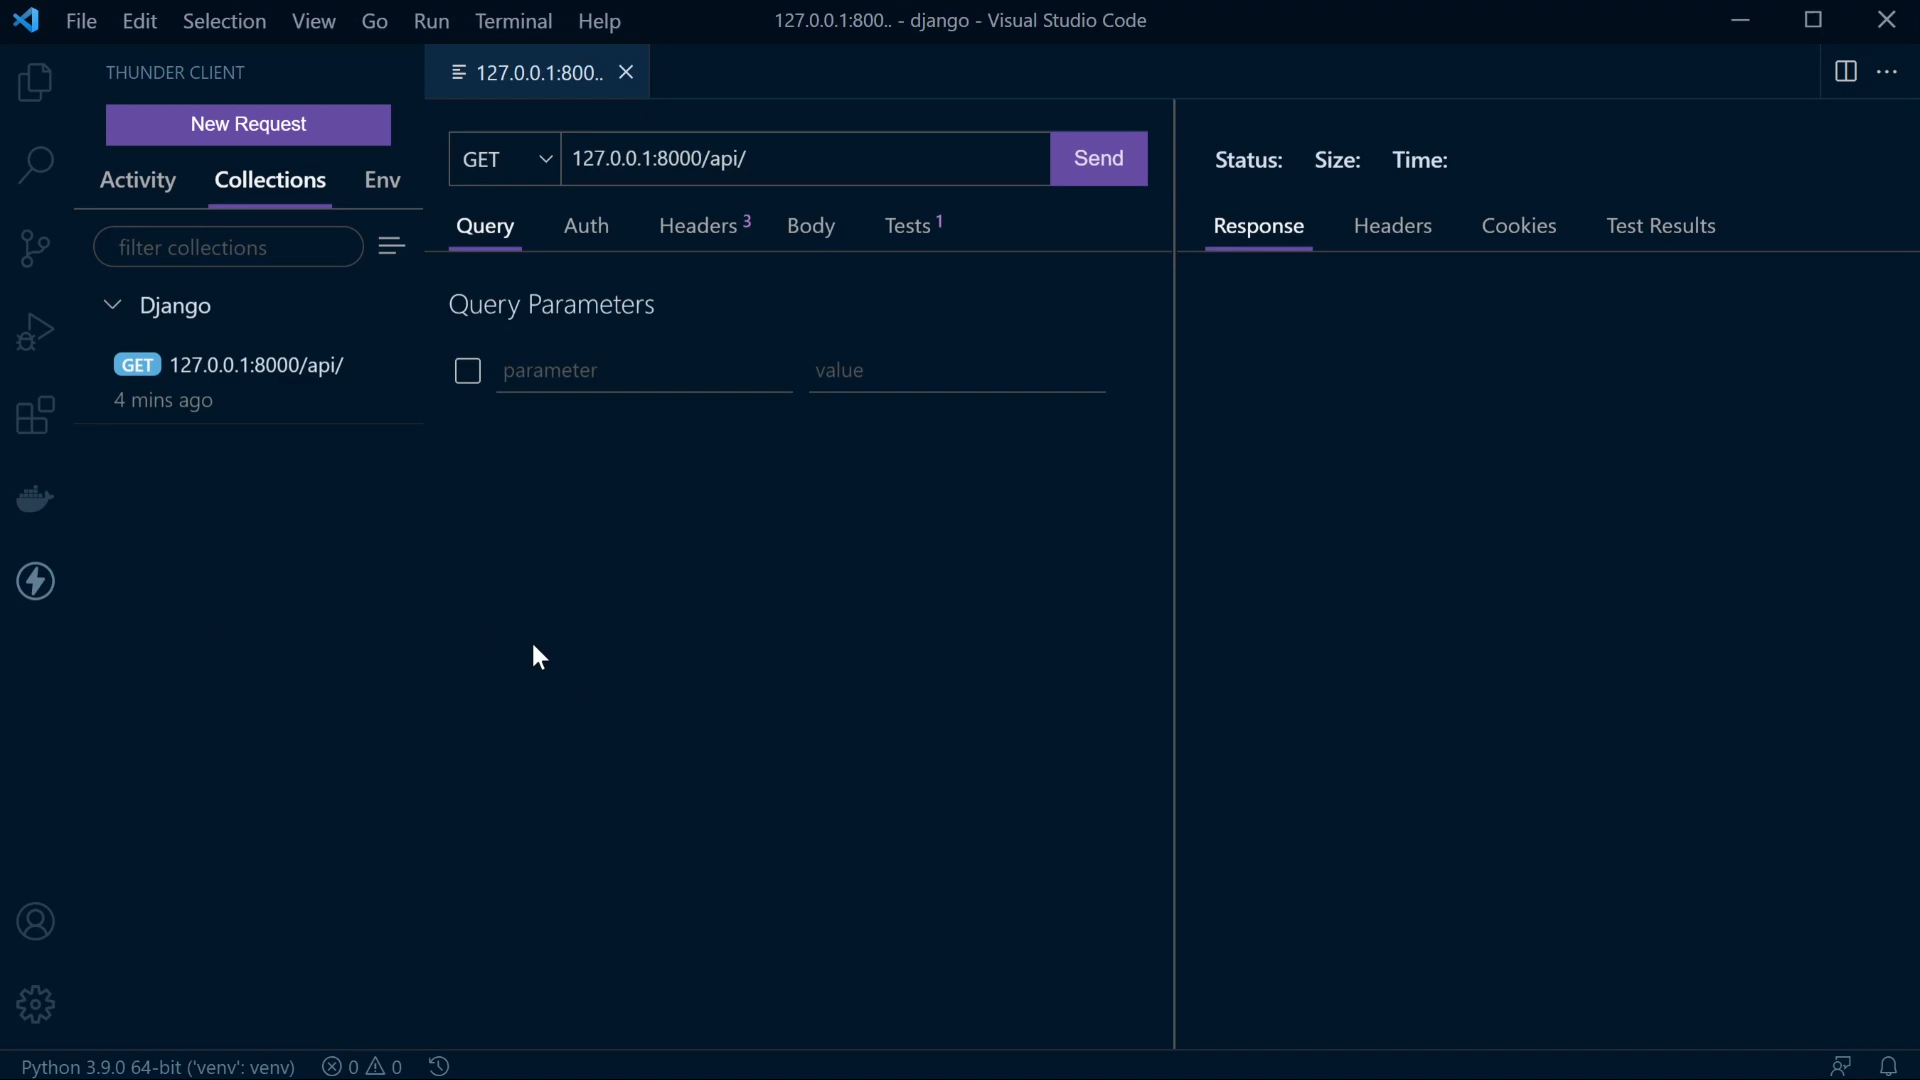 File Edit Selection View Go Run Terminal Help
127.0.0.1:800.. - django - Visual Studio Code
THUNDER CLIENT
127.0.0.1:800..
New Request
Activity Collections Env
filter collections
Django
GET 127.0.0.1:8000/api/
4 mins ago
GET 127.0.0.1:8000/api/ Send
Query Auth Headers 3 Body Tests 1
Query Parameters
parameter value
Status: Size: Time:
Response Headers Cookies Test Results
Python 3.9.0 64-bit ('venv': venv) 0 0